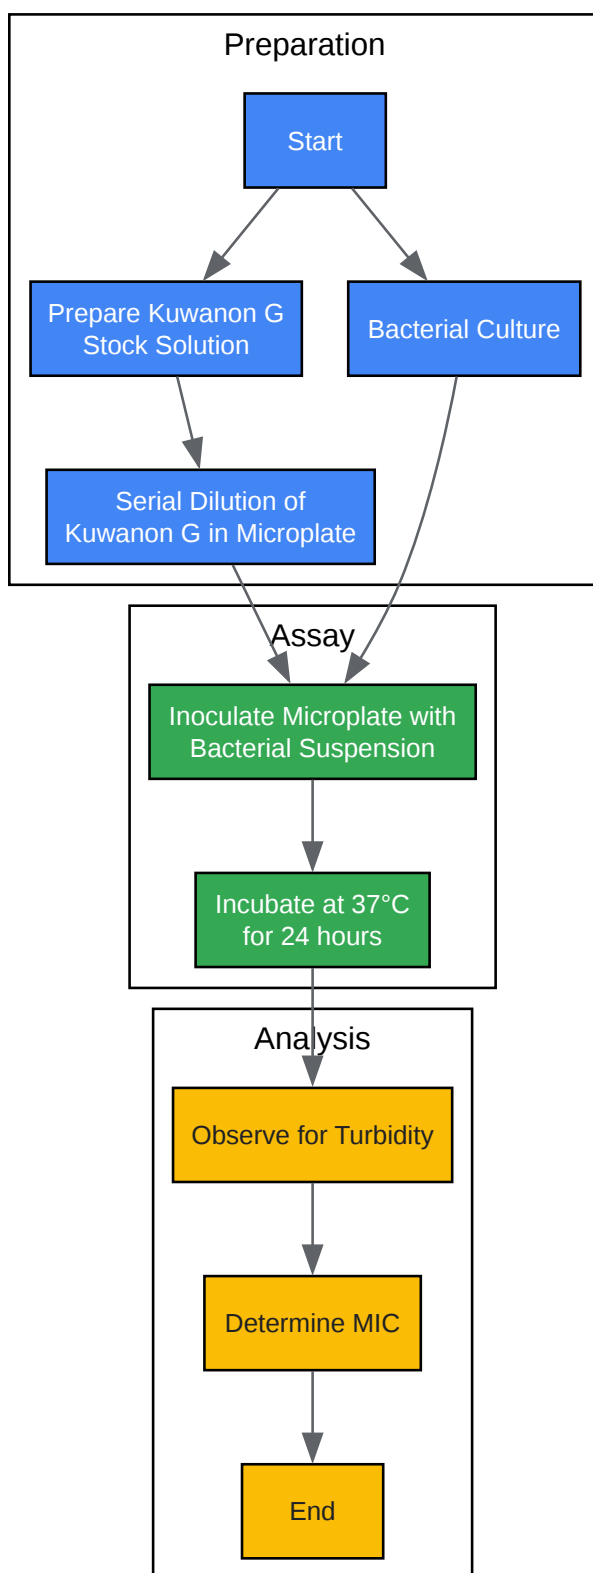 Preparation
Start
Prepare Kuwanon G
Stock Solution
Bacterial Culture
Serial Dilution of
Kuwanon G in Microplate
Assay
Inoculate Microplate with
Bacterial Suspension
Incubate at 37°C
for 24 hours
Analysis
Observe for Turbidity
Determine MIC
End